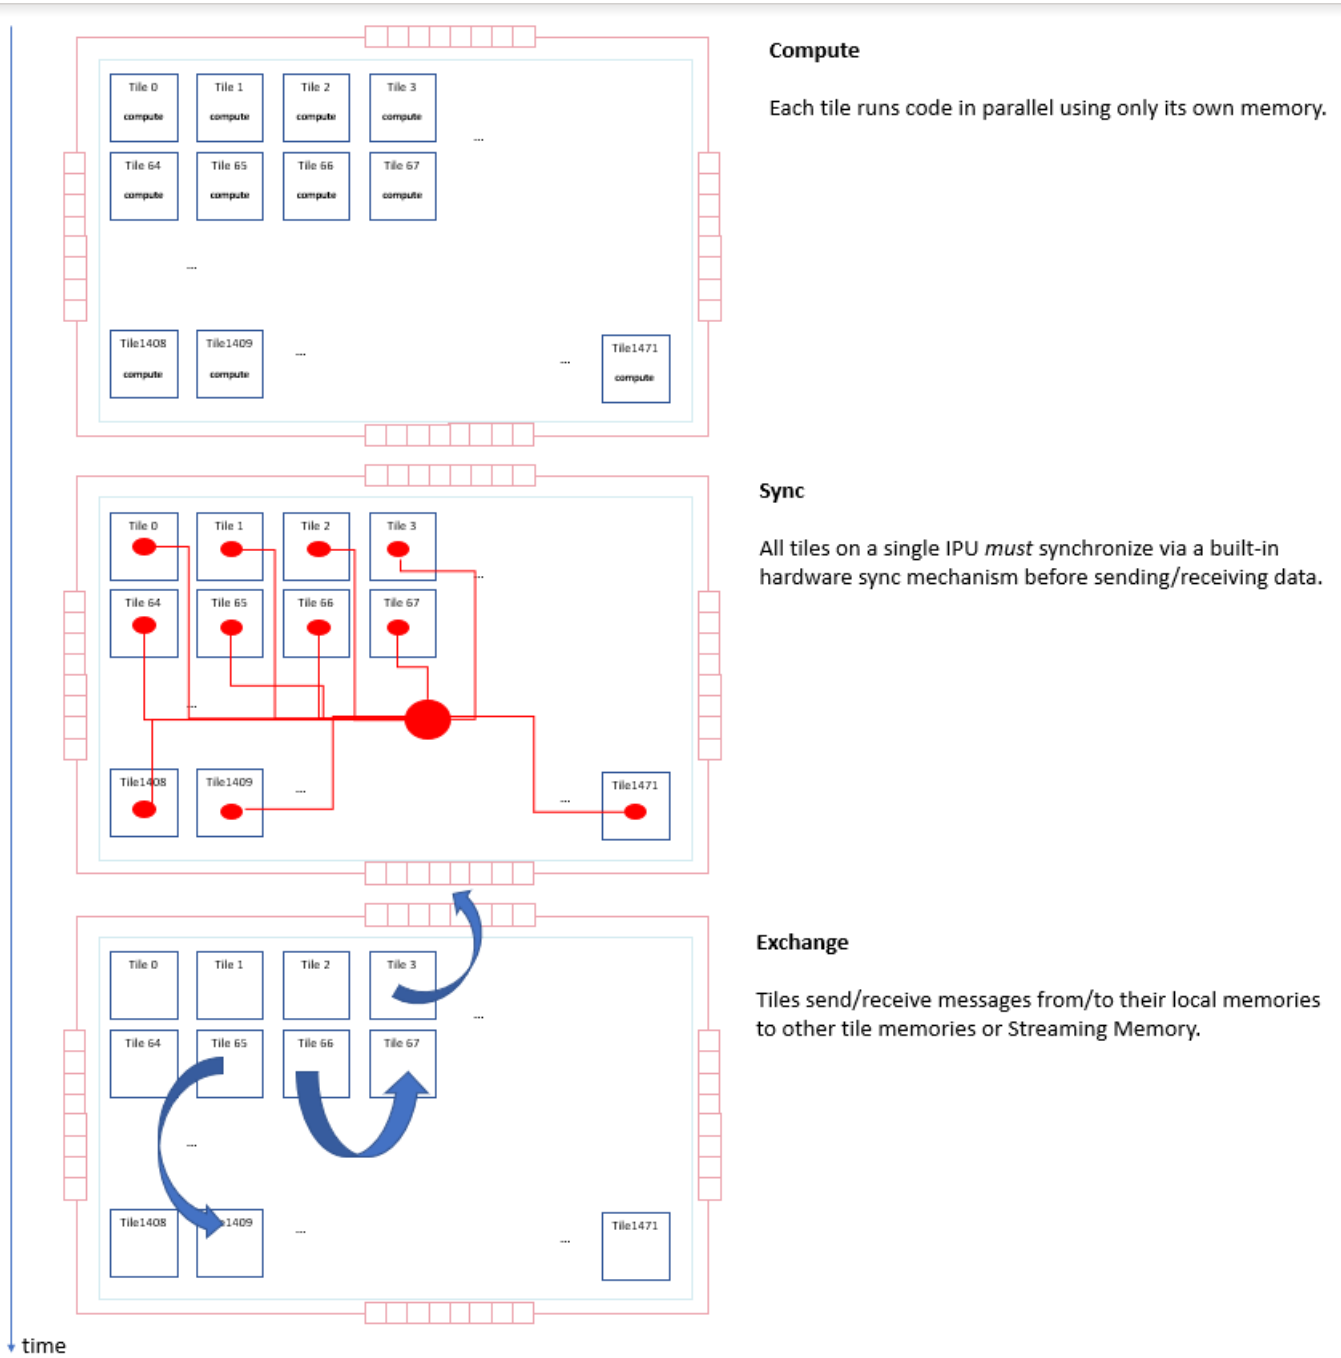 Compute
Each tile runs code in parallel using only its own memory.
Tile 0 Tile 1 Tile 2 Tile 3
compute compute compute compute
...
Tile 64 Tile 65 Tile 66 Tile 67
compute compute compute compute
...
Tile1408 Tile1409 .... ... Tile1471
compute compute compute
Sync
All tiles on a single IPU must synchronize via a built-in
hardware sync mechanism before sending/receiving data.
Tile 0 Tile 1 Tile 2 Tile 3
...
Tile 64 Tile 65 Tile 66 Tile 67
...
Tile1408 Tile1409 .... ... Tile1471
Exchange
Tiles send/receive messages from/to their local memories
to other tile memories or Streaming Memory.
Tile 0 Tile 1 Tile 2 Tile 3
...
Tile 64 Tile 65 Tile 66 Tile 67
...
Tile1408 1409 .... ... Tile1471
time